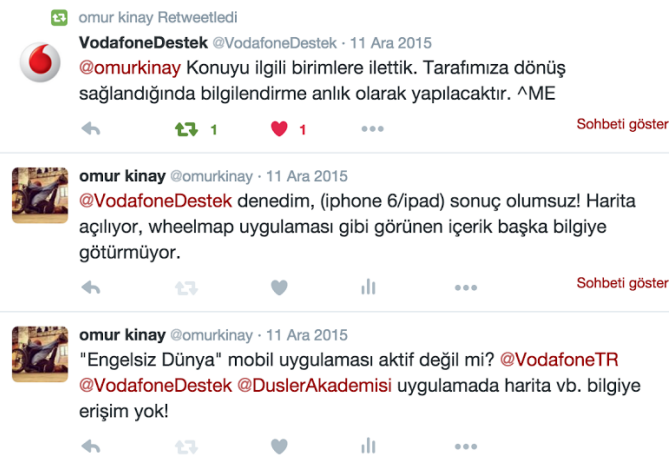 omur kinay Retweetledi
VodafoneDestek @VodafoneDestek · 11 Ara 2015
@omurkinay Konuyu ilgili birimlere ilettik. Tarafımıza dönüş
sağlandığında bilgilendirme anlık olarak yapılacaktır. ^ME
1 1 Sohbeti göster
omur kinay @omurkinay · 11 Ara 2015
@VodafoneDestek denedim, (iphone 6/ipad) sonuç olumsuz! Harita
açılıyor, wheelmap uygulaması gibi görünen içerik başka bilgiye
götürmüyor.
Sohbeti göster
omur kinay @omurkinay · 11 Ara 2015
"Engelsiz Dünya" mobil uygulaması aktif değil mi? @VodafoneTR
@VodafoneDestek @DuslerAkademisi uygulamada harita vb. bilgiye
erişim yok!